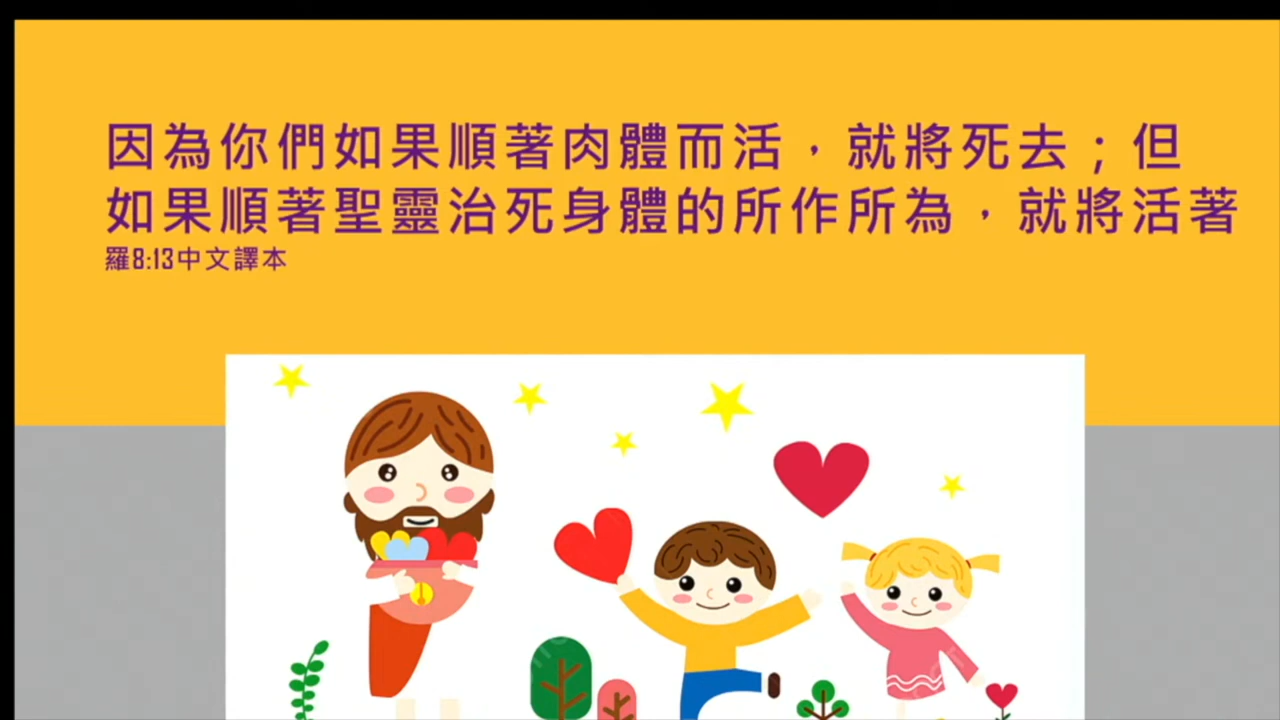 因為你們如果順著肉體而活，就將死去；但
如果順著聖靈治死身體的所作所為，就將活著
羅8:13中文譯本